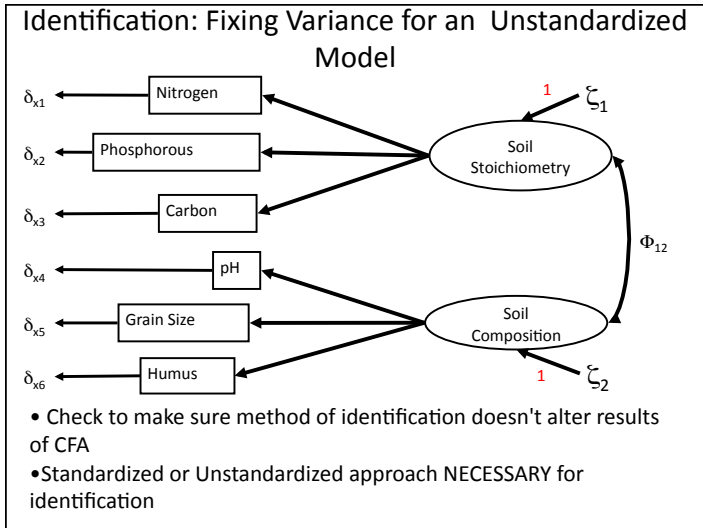 Identification: Fixing Variance for an Unstandardized
Model
δx1
Nitrogen
1
ζ1
δx2
Phosphorous
Soil
Stoichiometry
δx3
Carbon
Φ12
δx4
pH
δx5
Grain Size
Soil
Composition
δx6
Humus
1
ζ2
• Check to make sure method of identification doesn't alter results
of CFA
•Standardized or Unstandardized approach NECESSARY for
identification